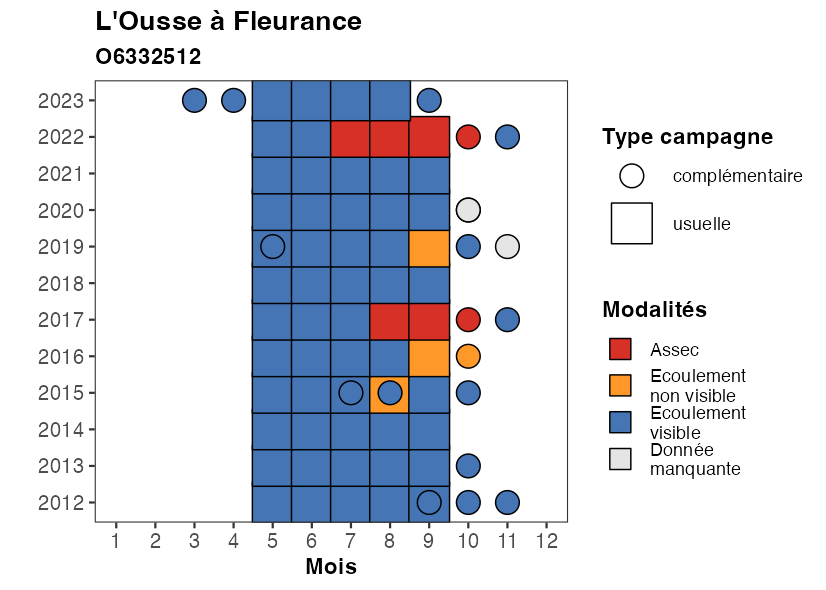 L'Ousse à Fleurance
O6332512
2023
2022
2021
2020
2019
2018
2017
2016
2015
2014
2013
2012
1 2 3 4 5 6 7 8 9 10 11 12
Mois
Type campagne
complémentaire
usuelle
Modalités
Assec
Ecoulement
non visible
Ecoulement
visible
Donnée
manquante